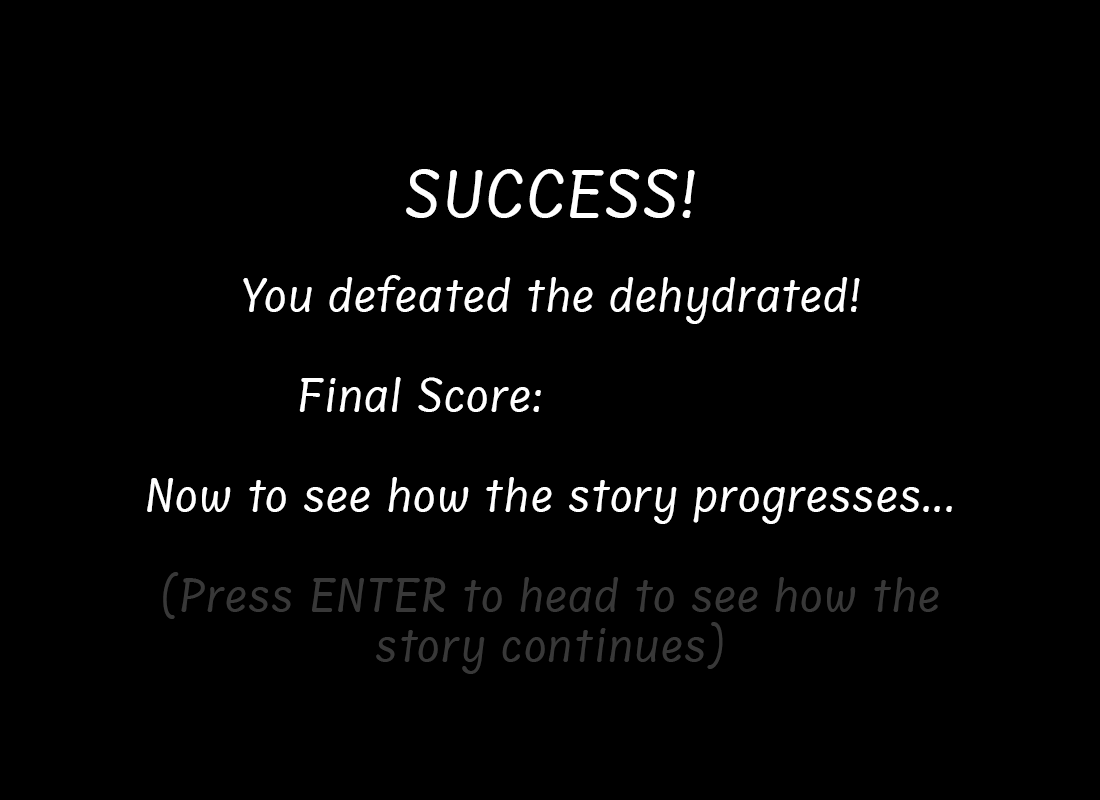 SUCCESS!
You defeated the dehydrated!
Final Score:
Now to see how the story progresses...
(Press ENTER to head to see how the
story continues)